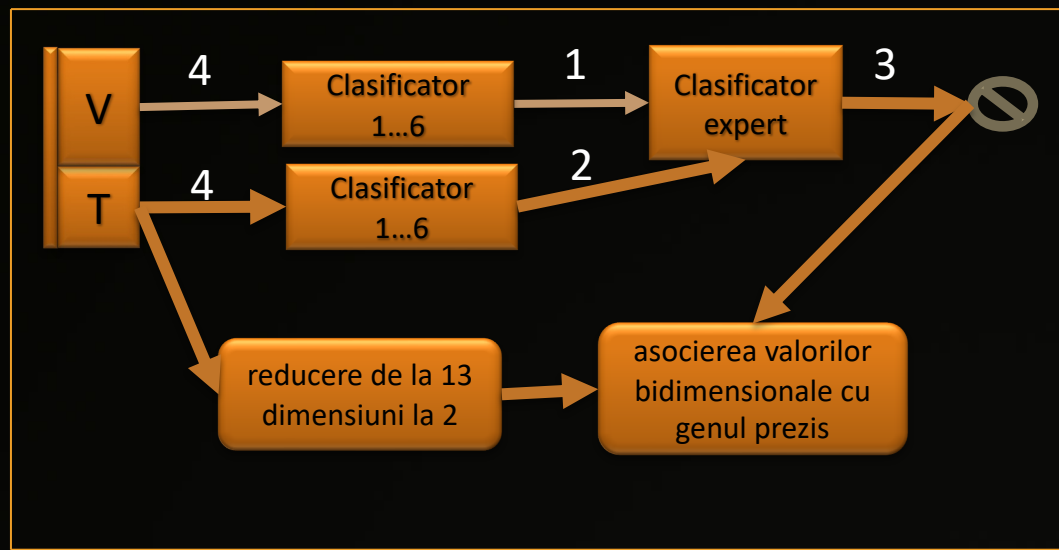 V
4
Clasificator
1...6
1
Clasificator
expert
3
T
4
Clasificator
1...6
2
reducere de la 13
dimensiuni la 2
asocierea valorilor
bidimensionale cu
genul prezis